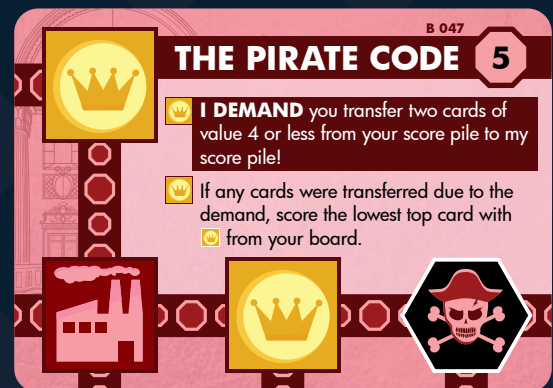 B 047
THE PIRATE CODE 5
I DEMAND you transfer two cards of
value 4 or less from your score pile to my
score pile!
If any cards were transferred due to the
demand, score the lowest top card with
from your board.